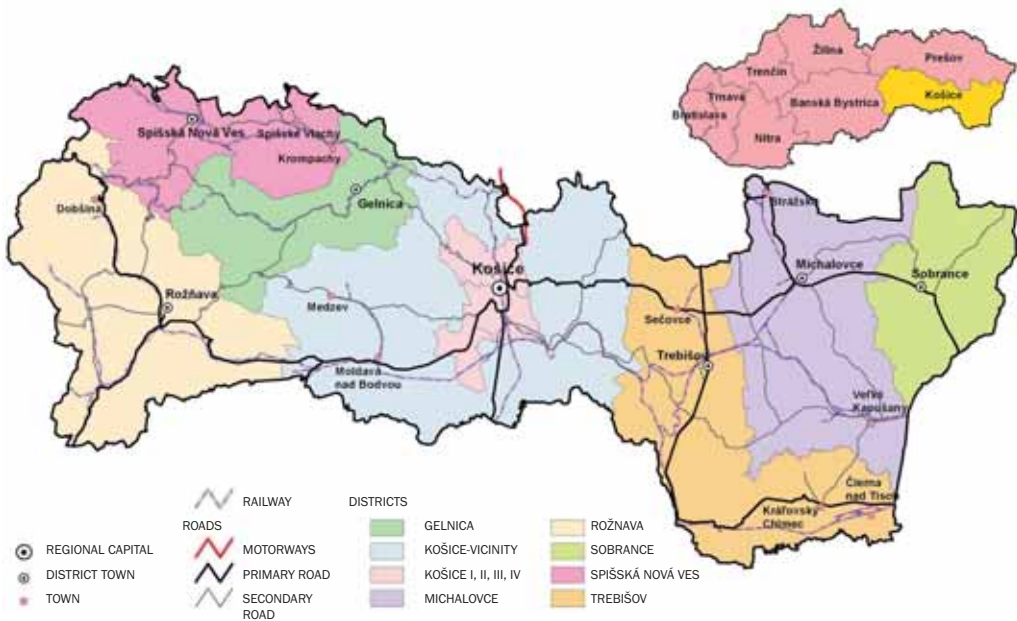 Žilina
Prešov
Trenčín
Košice
Trnava
Banská Bystrica
Bratislava
Nitra
Spišská Nová Ves
Spišské Vlachy
Krompachy
Dobšina
Gelnica
Strážske
Košice
Michalovce
Sobrance
Rožňava
Medzev
Sečovce
Trebišov
Moldava
nad Bodvou
Veľké
Kapušany
Čierna
nad Tisou
Kráľovský
Chlmec
RAILWAY
DISTRICTS
ROADS
GELNICA
ROŽNAVA
REGIONAL CAPITAL
MOTORWAYS
KOŠICE-VICINITY
SOBRANCE
DISTRICT TOWN
PRIMARY ROAD
KOŠICE I, II, III, IV
SPIŠSKÁ NOVÁ VES
TOWN
SECONDARY
ROAD
MICHALOVCE
TREBIŠOV